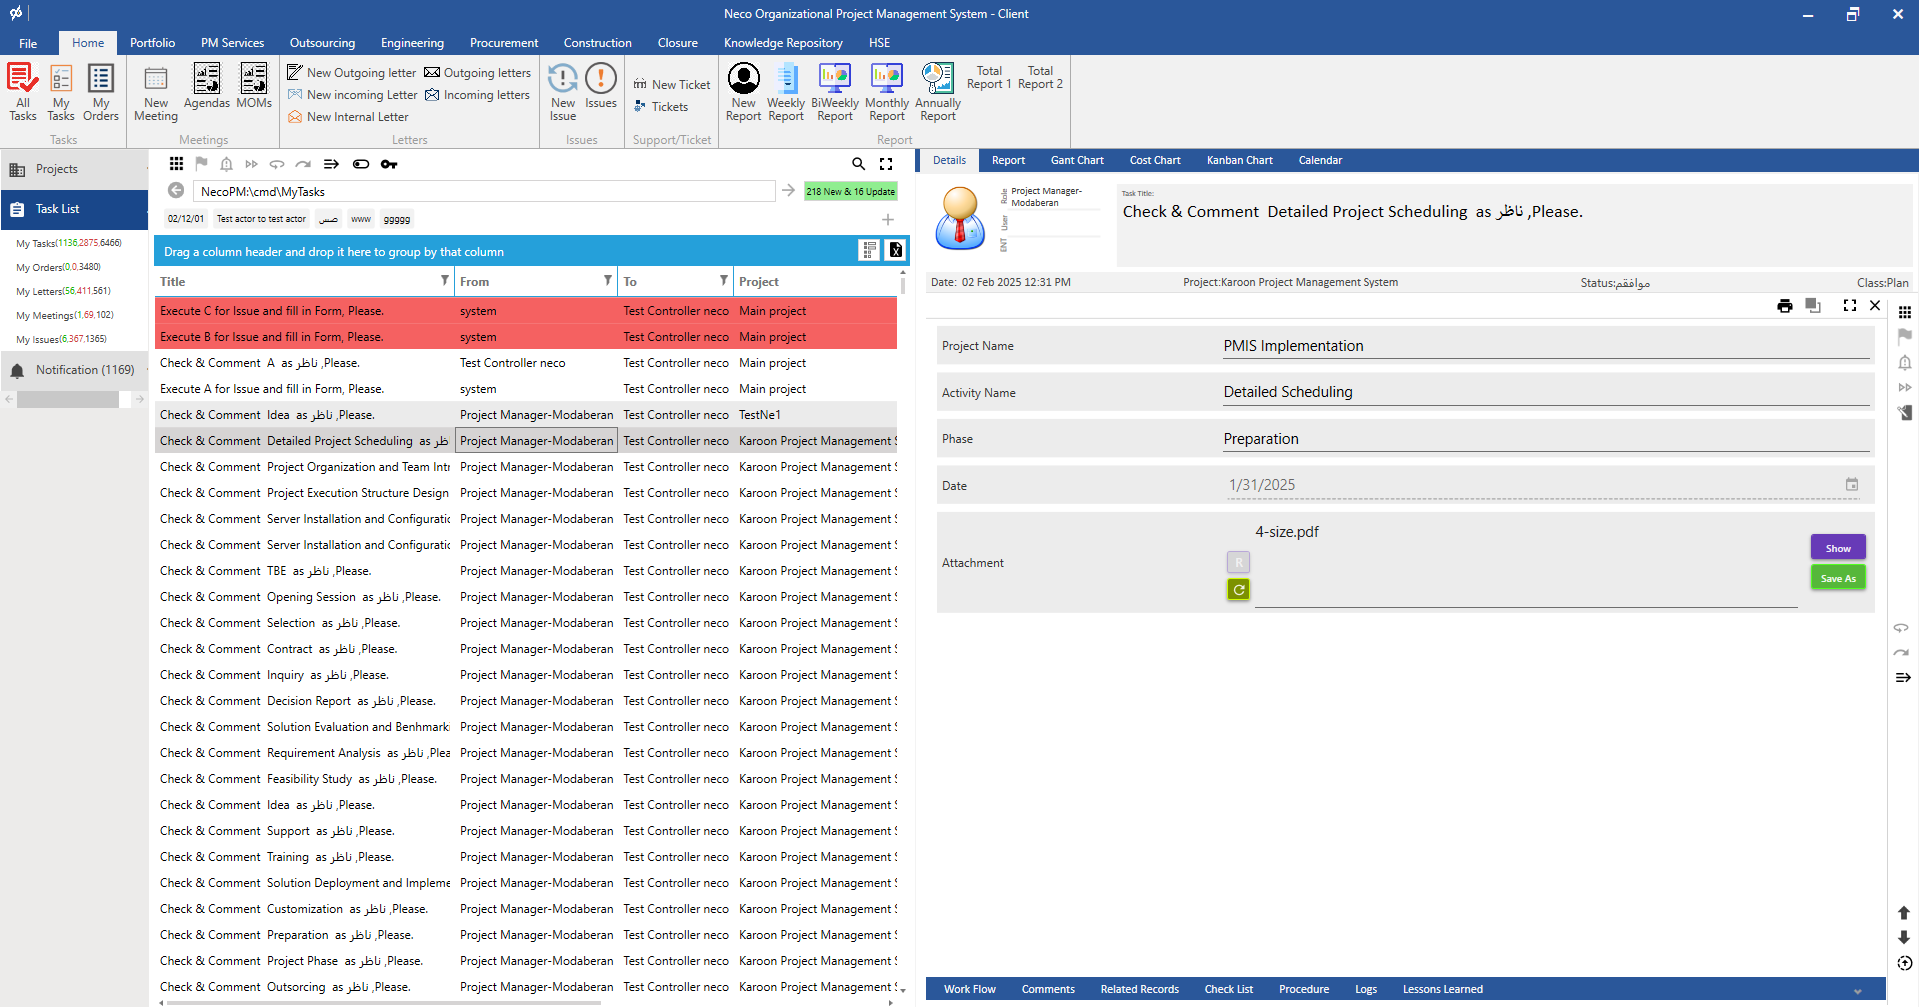 Neco Organizational Project Management System - Client
File Home Portfolio PM Services Outsourcing Engineering Procurement Construction Closure Knowledge Repository HSE
All Tasks
My Tasks
My Orders
Tasks
New Meeting
Agendas
MOMs
Meetings
New Outgoing letter
Outgoing letters
New incoming Letter
Incoming letters
New Internal Letter
Letters
New Issue
Issues
Issues
New Ticket
Tickets
Support/Ticket
New Report
Weekly Report
BiWeekly Report
Monthly Report
Annually Report
Total Report 1
Total Report 2
Report
Projects
Task List
My Tasks(1136,2875,6466)
My Orders(0,0,3480)
My Letters(56,411,561)
My Meetings(1,69,102)
My Issues(6,367,1365)
Notification (1169)
NecoPM:\cmd\MyTasks
218 New & 16 Update
02/12/01 Test actor to test actor صس www ggggg
Drag a column header and drop it here to group by that column
Title From To Project
Execute C for Issue and fill in Form, Please. system Test Controller neco Main project
Execute B for Issue and fill in Form, Please. system Test Controller neco Main project
Check & Comment A as ناظر ,Please. Test Controller neco Test Controller neco Main project
Execute A for Issue and fill in Form, Please. system Test Controller neco Main project
Check & Comment Idea as ناظر ,Please. Project Manager-Modaberan Test Controller neco TestNe1
Check & Comment Detailed Project Scheduling as Project Manager-Modaberan Test Controller neco Karoon Project Management
Check & Comment Project Organization and Team Project Manager-Modaberan Test Controller neco Karoon Project Management
Check & Comment Project Execution Structure Design Project Manager-Modaberan Test Controller neco Karoon Project Management
Check & Comment Server Installation and Configuratic Project Manager-Modaberan Test Controller neco Karoon Project Management
Check & Comment Server Installation and Configuratic Project Manager-Modaberan Test Controller neco Karoon Project Management
Check & Comment TBE as ناظر ,Please. Project Manager-Modaberan Test Controller neco Karoon Project Management
Check & Comment Opening Session as ناظر ,Please. Project Manager-Modaberan Test Controller neco Karoon Project Management
Check & Comment Selection as ناظر ,Please. Project Manager-Modaberan Test Controller neco Karoon Project Management
Check & Comment Contract as ناظر ,Please. Project Manager-Modaberan Test Controller neco Karoon Project Management
Check & Comment Inquiry as ناظر ,Please. Project Manager-Modaberan Test Controller neco Karoon Project Management
Check & Comment Decision Report as ناظر ,Please. Project Manager-Modaberan Test Controller neco Karoon Project Management
Check & Comment Solution Evaluation and Benhmarki Project Manager-Modaberan Test Controller neco Karoon Project Management
Check & Comment Requirement Analysis as ناظر ,Plea Project Manager-Modaberan Test Controller neco Karoon Project Management
Check & Comment Feasibility Study as ناظر ,Please. Project Manager-Modaberan Test Controller neco Karoon Project Management
Check & Comment Idea as ناظر ,Please. Project Manager-Modaberan Test Controller neco Karoon Project Management
Check & Comment Support as ناظر ,Please. Project Manager-Modaberan Test Controller neco Karoon Project Management
Check & Comment Training as ناظر ,Please. Project Manager-Modaberan Test Controller neco Karoon Project Management
Check & Comment Solution Deployment and Impleme Project Manager-Modaberan Test Controller neco Karoon Project Management
Check & Comment Customization as ناظر ,Please. Project Manager-Modaberan Test Controller neco Karoon Project Management
Check & Comment Preparation as ناظر ,Please. Project Manager-Modaberan Test Controller neco Karoon Project Management
Check & Comment Project Phase as ناظر ,Please. Project Manager-Modaberan Test Controller neco Karoon Project Management
Check & Comment Outsorcing as ناظر ,Please. Project Manager-Modaberan Test Controller neco Karoon Project Management
Details Report Gant Chart Cost Chart Kanban Chart Calendar
Role Project Manager-
Modaberan
User
ENT
Task Title:
Check & Comment Detailed Project Scheduling as ناظر ,Please.
Date: 02 Feb 2025 12:31 PM Project:Karoon Project Management System Status:موافقم Class:Plan
Project Name PMIS Implementation
Activity Name Detailed Scheduling
Phase Preparation
Date 1/31/2025
Attachment 4-size.pdf
R
Show
Save As
Work Flow Comments Related Records Check List Procedure Logs Lessons Learned